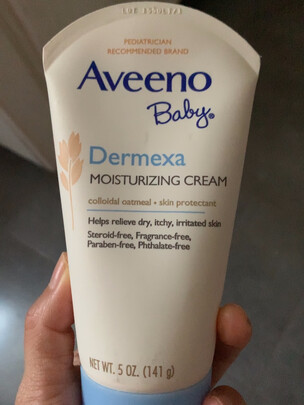 PEDIATRICIAN
RECOMMENDED BRAND
Aveeno
Baby®
Dermexa
MOISTURIZING CREAM
colloidal oatmeal • skin protectant
Helps relieve dry, itchy, irritated skin
Steroid-free, Fragrance-free,
Paraben-free, Phthalate-free
NET WT. 5 OZ. (141 g)